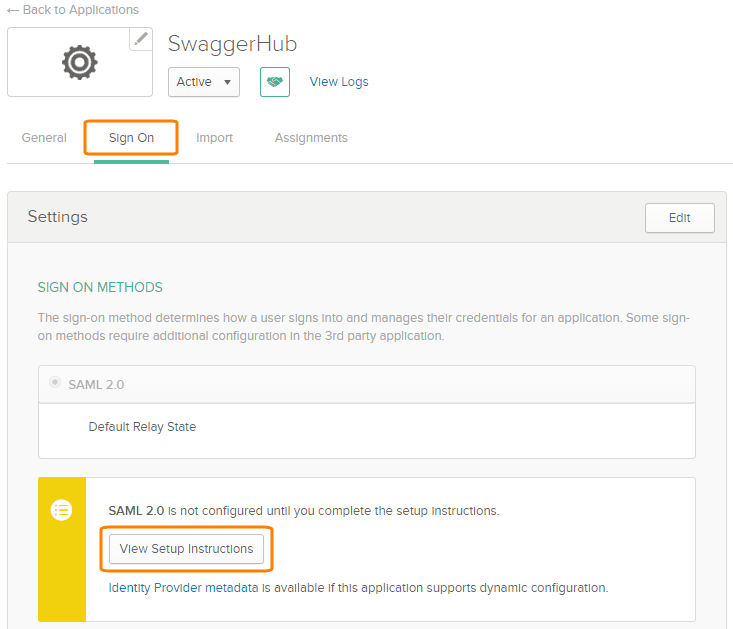 ← Back to Applications
SwaggerHub
Active ▼ View Logs
General Sign On Import Assignments
Settings Edit
SIGN ON METHODS
The sign-on method determines how a user signs into and manages their credentials for an application. Some sign-
on methods require additional configuration in the 3rd party application.
SAML 2.0
Default Relay State
SAML 2.0 is not configured until you complete the setup instructions.
View Setup Instructions
Identity Provider metadata is available if this application supports dynamic configuration.